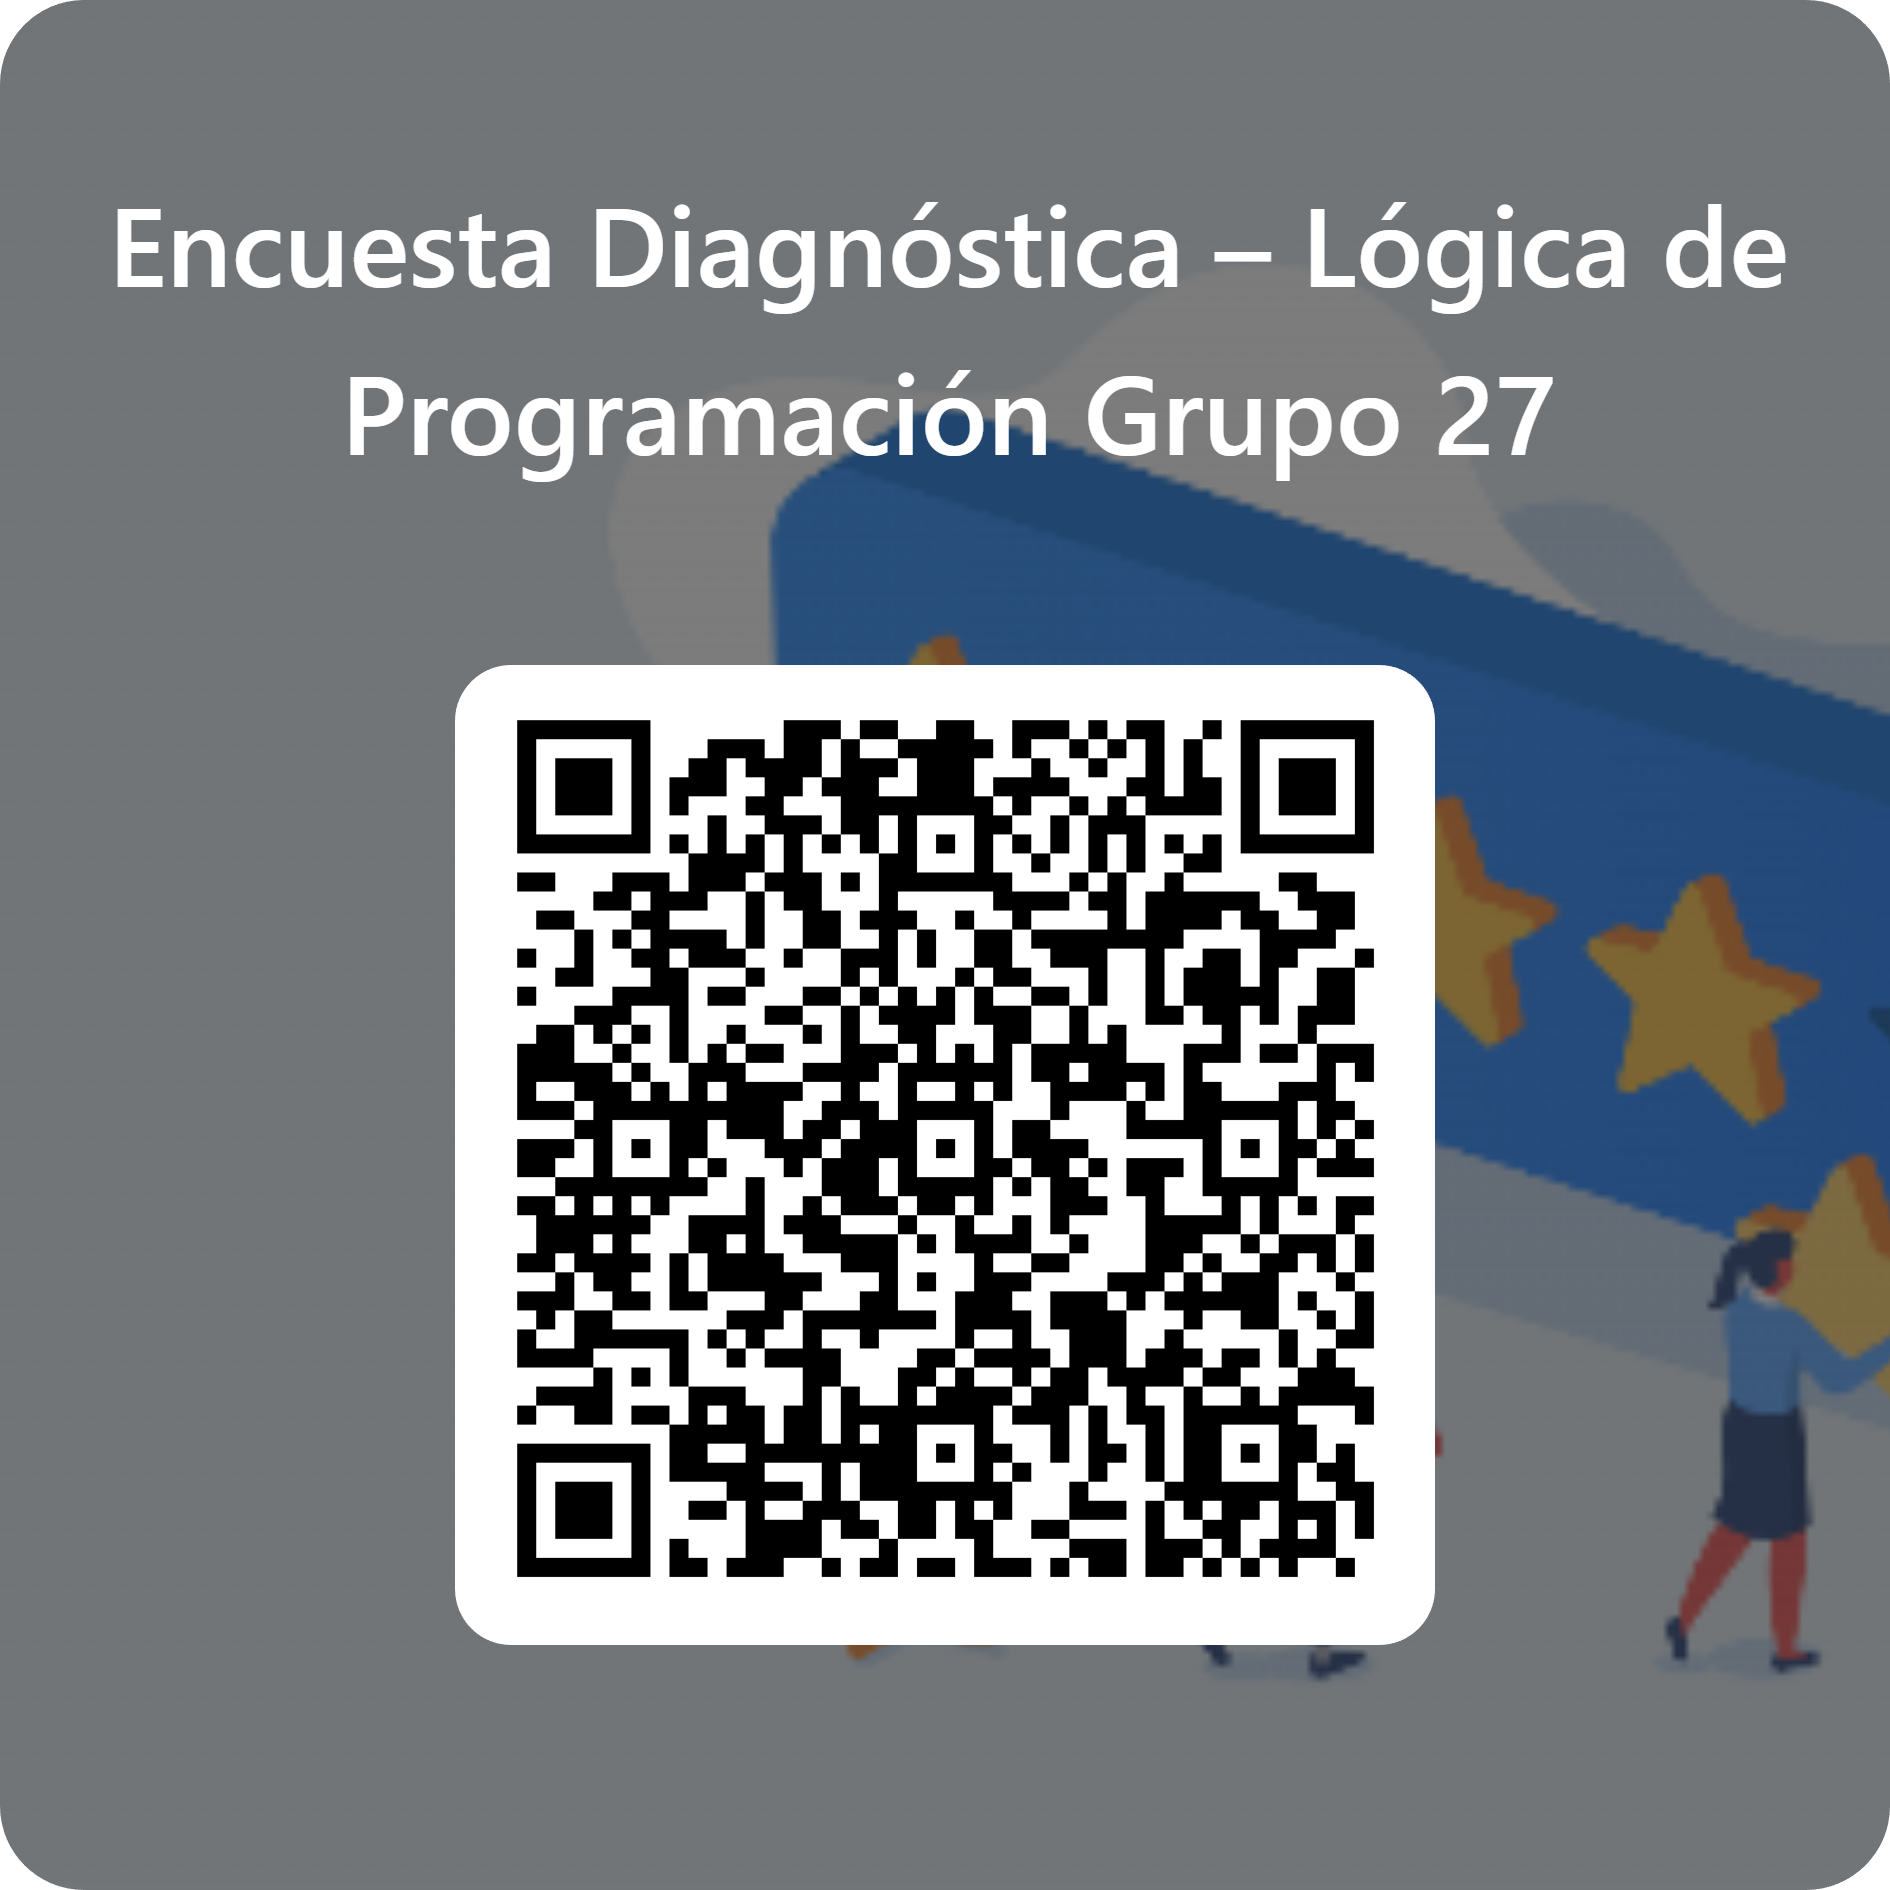 Encuesta Diagnóstica – Lógica de
Programación Grupo 27